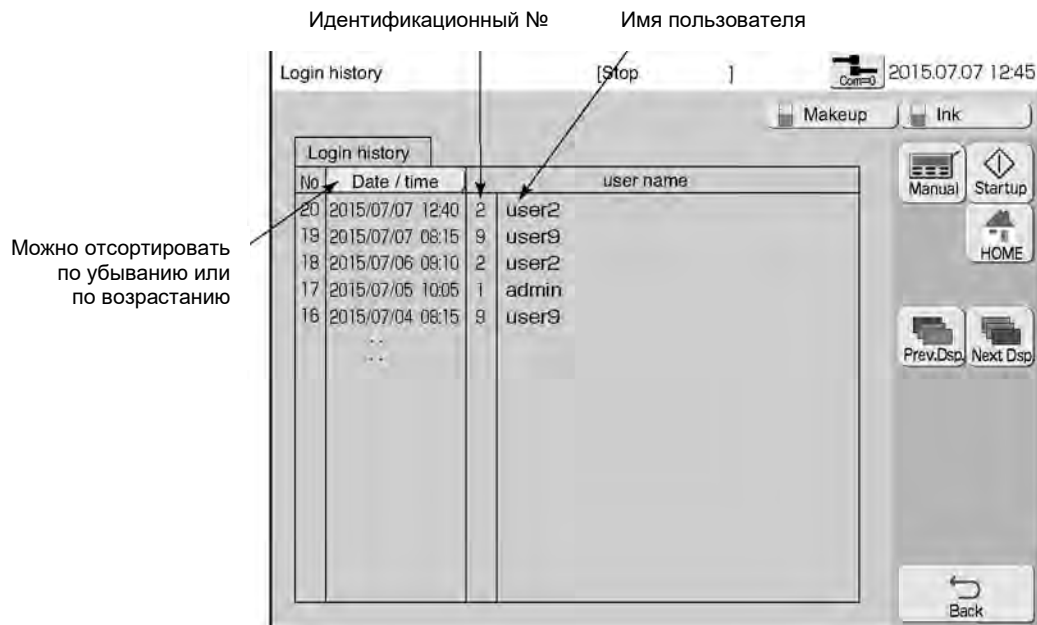 Идентификационный № Имя пользователя
Login history [Stop ] Com=0 2015.07.07 12:45
Makeup Ink
Login history
No Date / time user name
20 2015/07/07 12:40 2 user2
19 2015/07/07 08:15 9 user9
18 2015/07/06 09:10 2 user2
17 2015/07/05 10:05 1 admin
16 2015/07/04 08:15 9 user9
: :
Manual Startup
HOME
Можно отсортировать
по убыванию или
по возрастанию
Prev.Dsp. Next Dsp.
Back